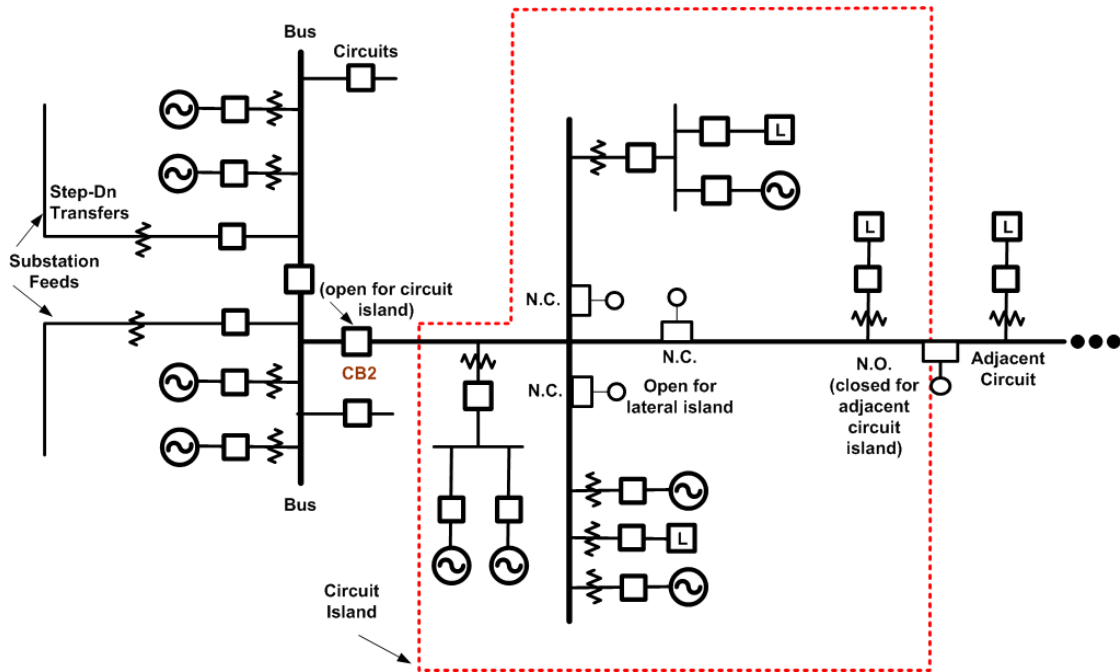 Bus
Circuits
Step-Dn
Transfers
Substation
Feeds
(open for circuit
island)
CB2
Bus
Circuit
Island
L
N.C.
N.C.
N.C.
Open for
lateral island
L
L
L
N.O.
(closed for
adjacent
circuit
island)
Adjacent
Circuit